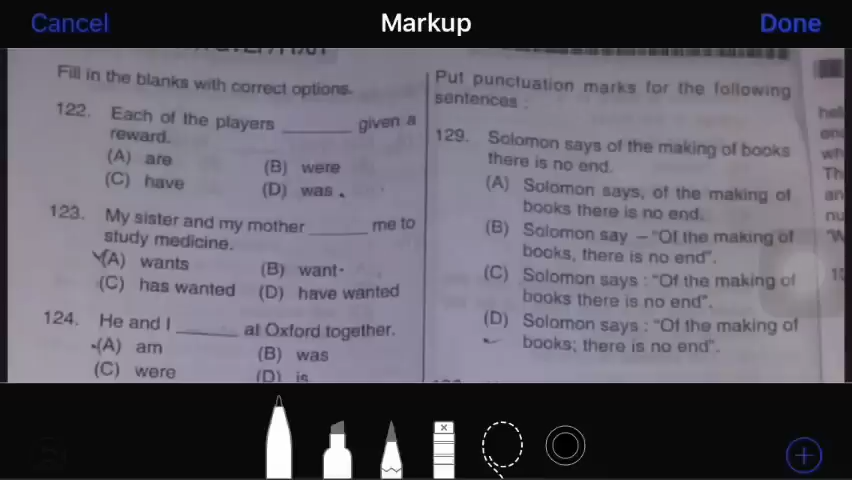 Cancel
Markup
Done
Fill in the blanks with correct options.
122. Each of the players ______ given a
reward.
(A) are
(B) were
(C) have
(D) was
123. My sister and my mother ______ me to
study medicine.
(A) wants
(B) want
(C) has wanted
(D) have wanted
124. He and I ______ at Oxford together.
(A) am
(B) was
(C) were
(D) is
Put punctuation marks for the following
sentences :
129. Solomon says of the making of books
there is no end.
(A) Solomon says, of the making of
books there is no end.
(B) Solomon say – "Of the making of
books, there is no end".
(C) Solomon says : "Of the making of
books there is no end".
(D) Solomon says : "Of the making of
books; there is no end".